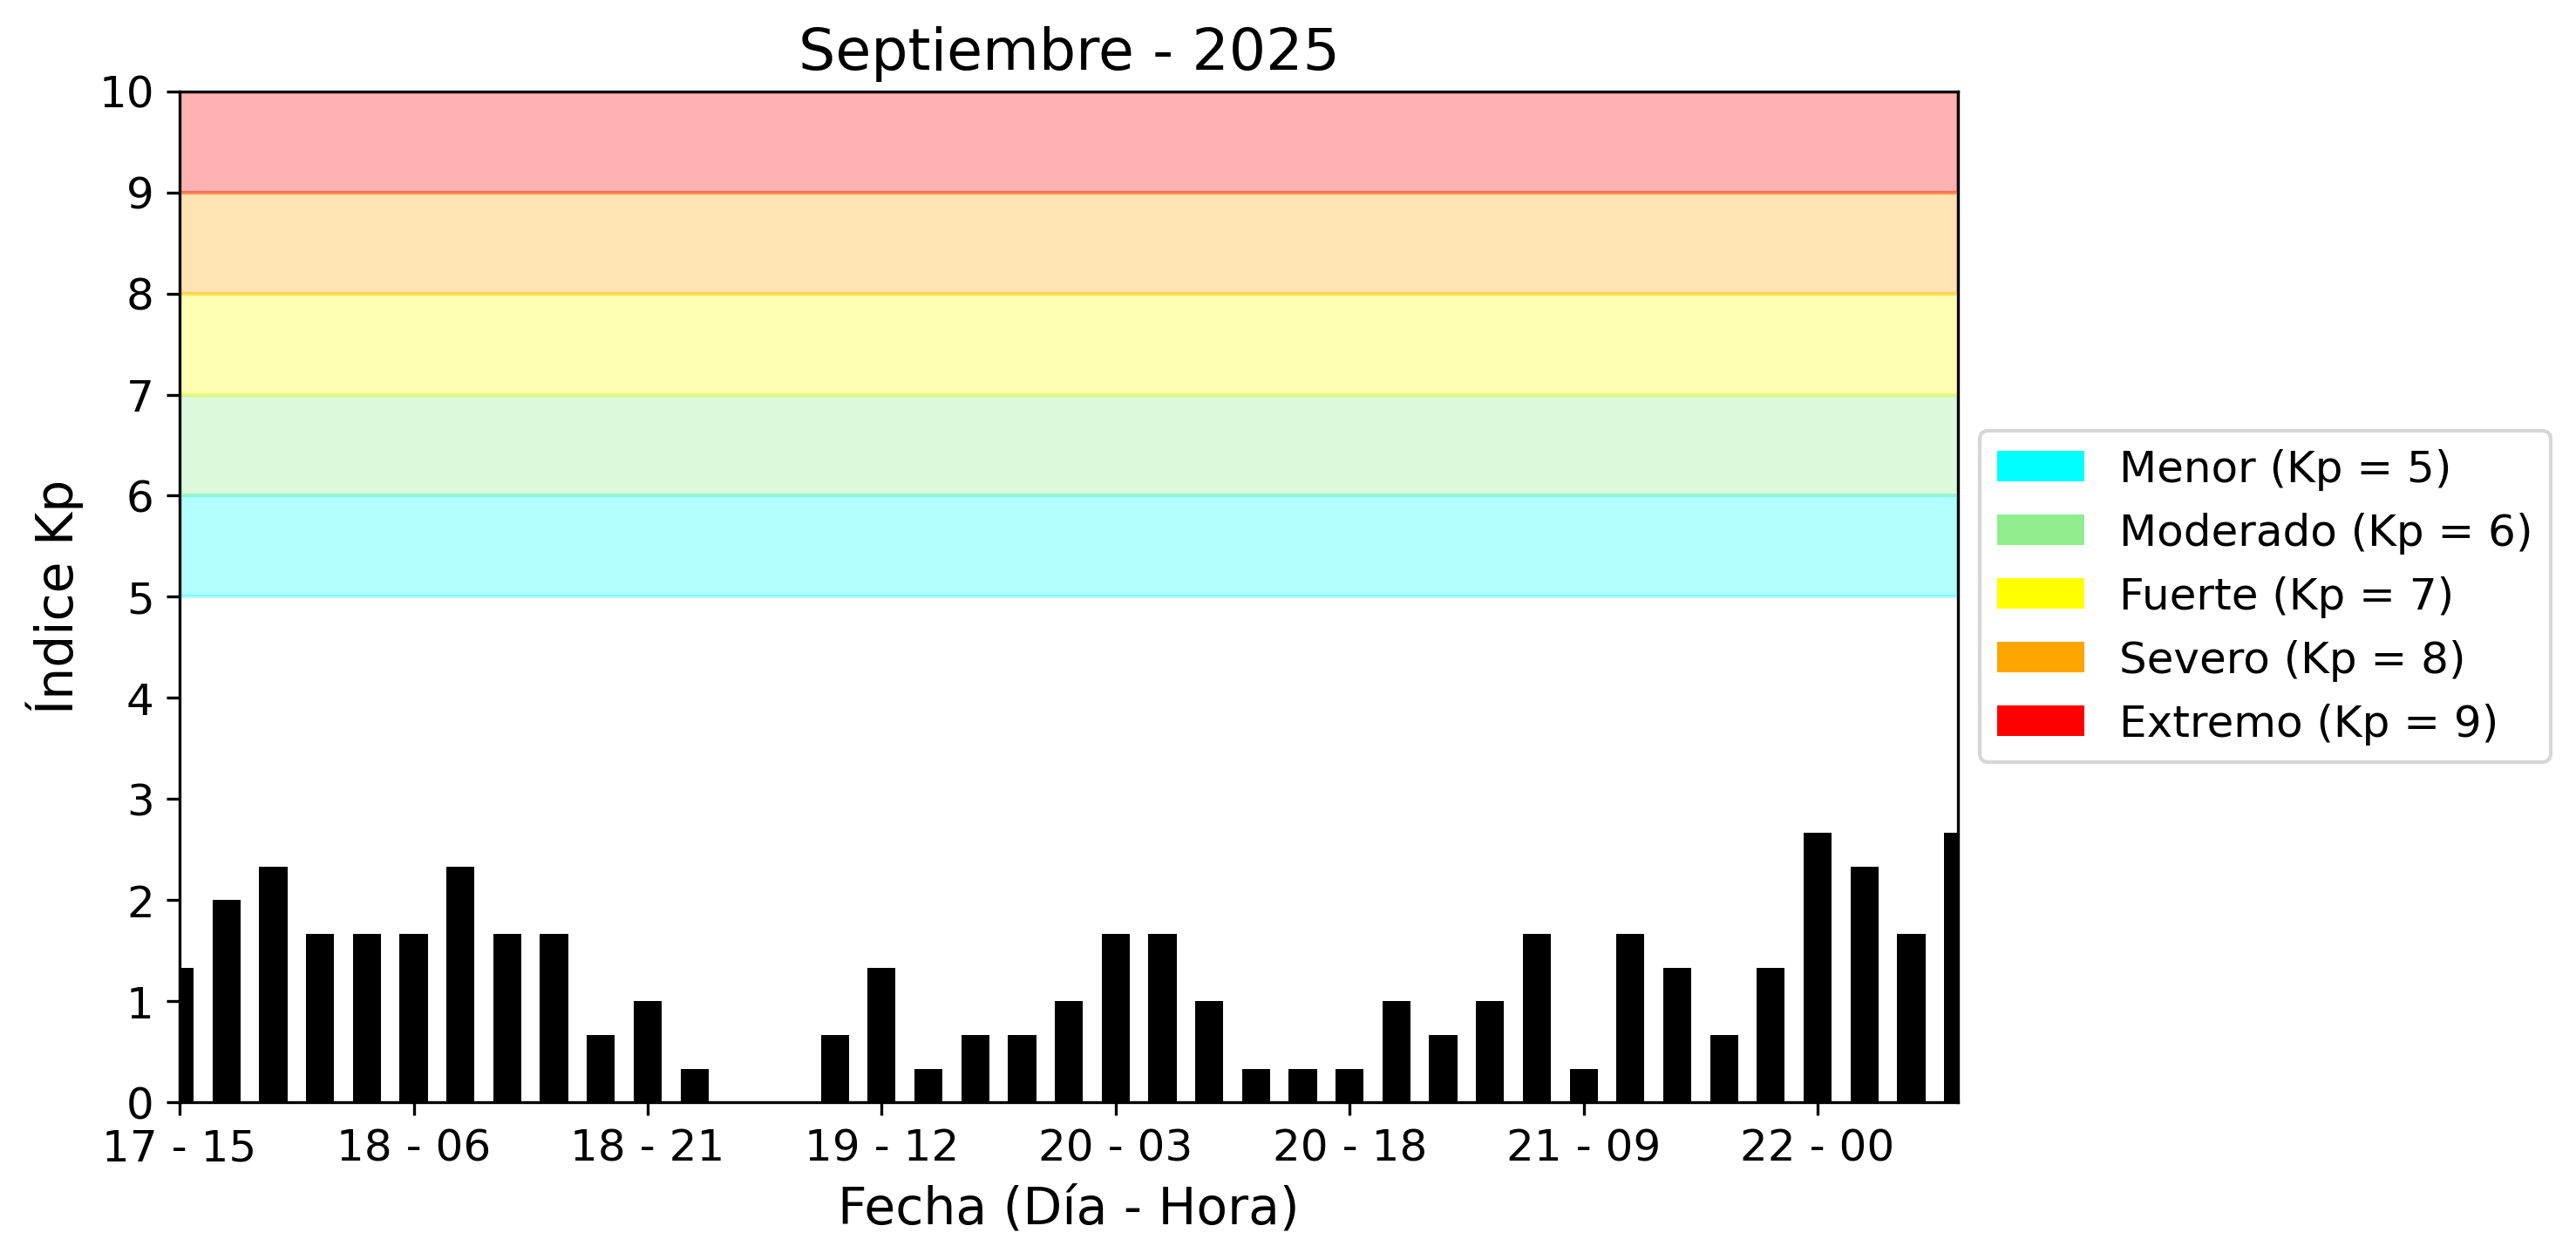 Septiembre - 2025
10
9
8
7
6
5
4
3
2
1
0
Índice Kp
17 - 15
18 - 06
18 - 21
19 - 12
20 - 03
20 - 18
21 - 09
22 - 00
Fecha (Día - Hora)
Menor (Kp = 5)
Moderado (Kp = 6)
Fuerte (Kp = 7)
Severo (Kp = 8)
Extremo (Kp = 9)